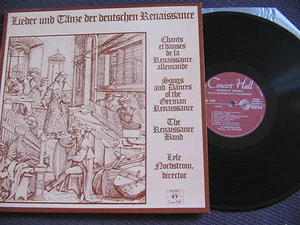 Lieder und Tänze der deutschen Renaissance
Chants
et danses
de la
Renaissance
allemande
Songs
and Dances
of the
German
Renaissance
The
Renaissance
Band
Lyle
Nordstrom,
director
Concert Hall